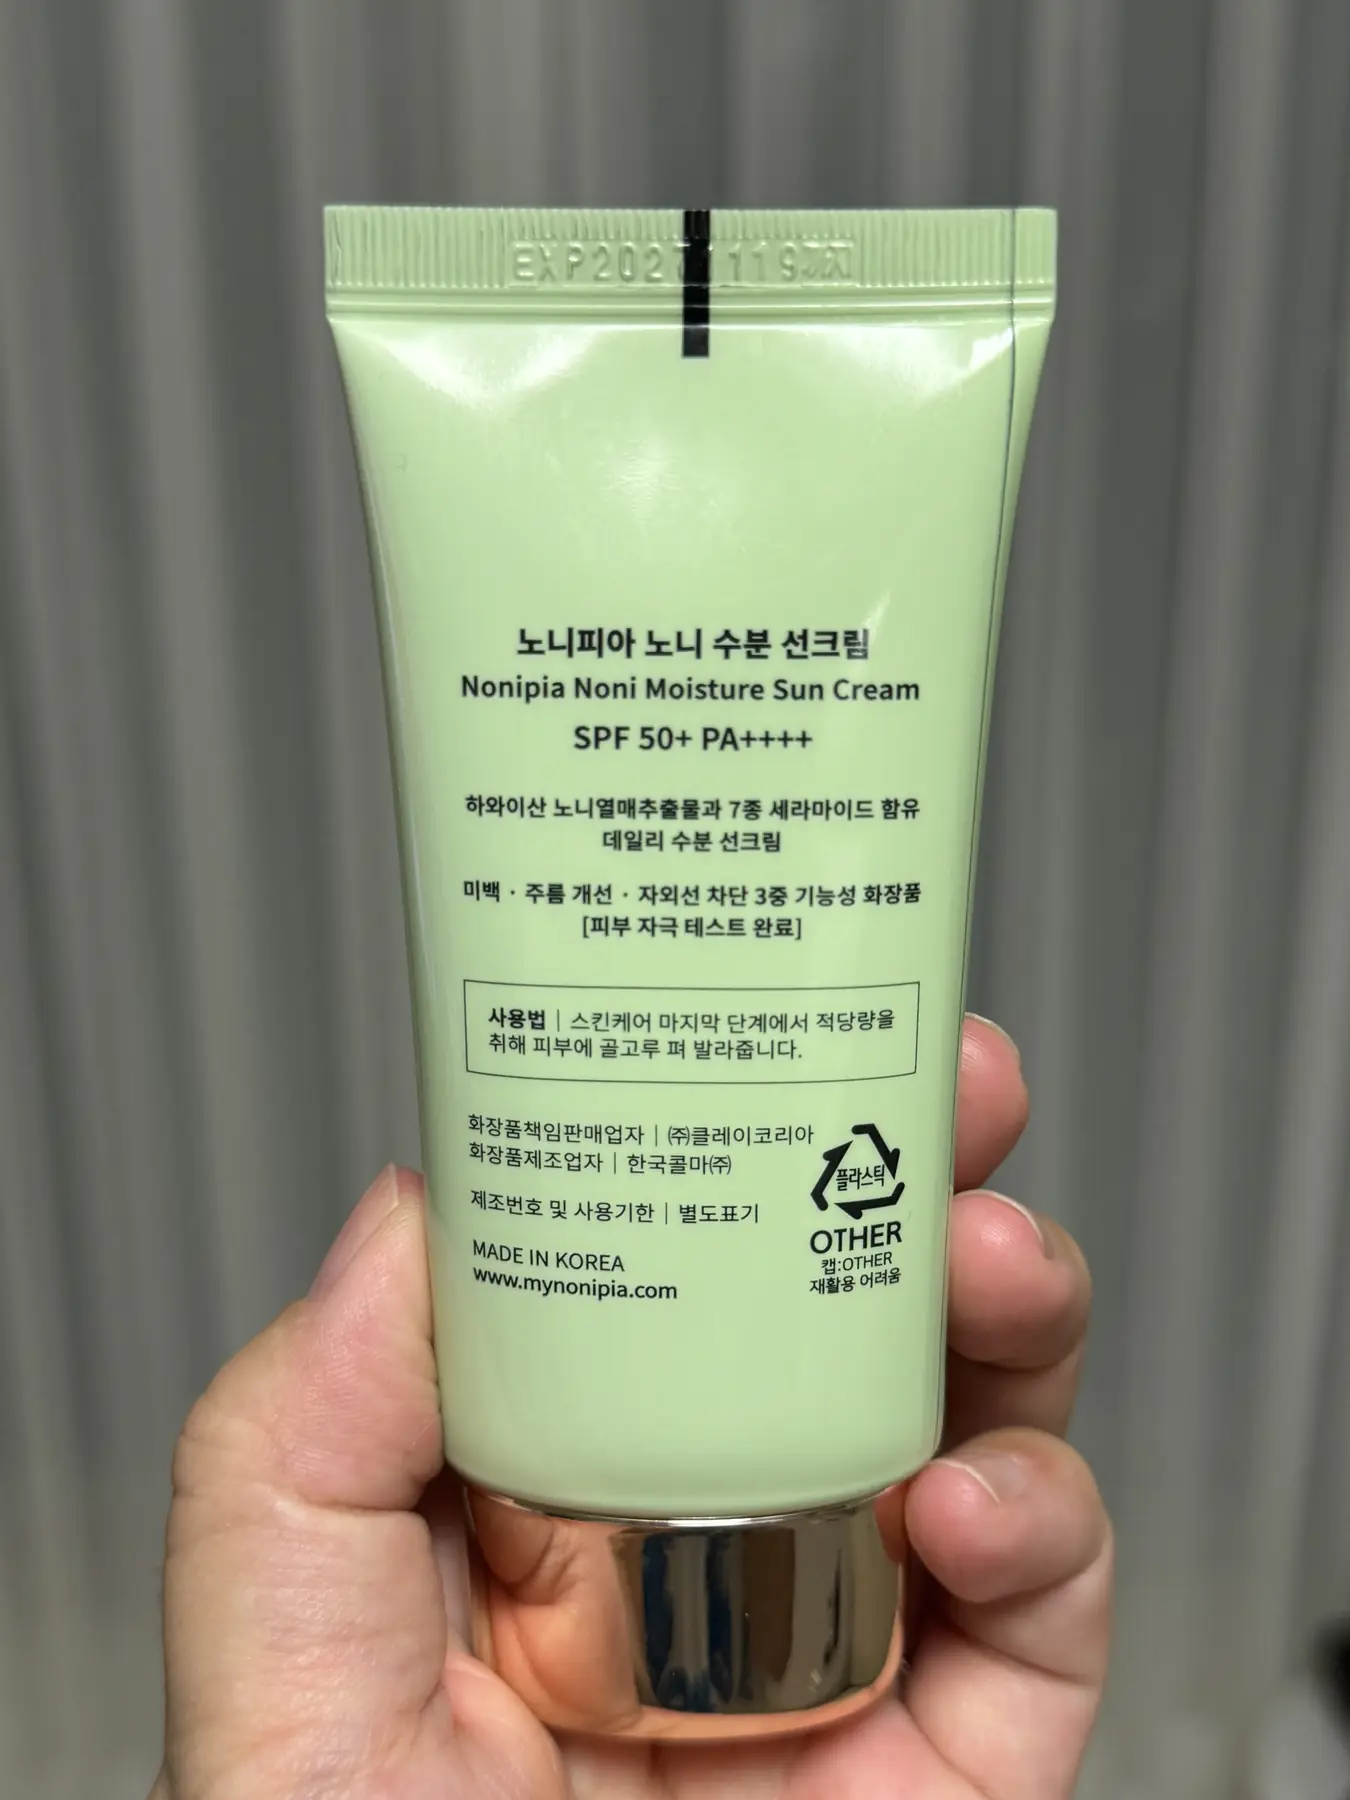 노니피아 노니 수분 선크림
Nonipia Noni Moisture Sun Cream
SPF 50+ PA++++
하와이산 노니열매추출물과 7종 세라마이드 함유
데일리 수분 선크림
미백 · 주름 개선 · 자외선 차단 3중 기능성 화장품
[피부 자극 테스트 완료]
사용법 | 스킨케어 마지막 단계에서 적당량을
취해 피부에 골고루 펴 발라줍니다.
화장품책임판매업자 | ㈜클레이코리아
화장품제조업자 | 한국콜마㈜
제조번호 및 사용기한 | 별도표기
MADE IN KOREA
www.mynonipia.com
플라스틱
OTHER
캡:OTHER
재활용 어려움